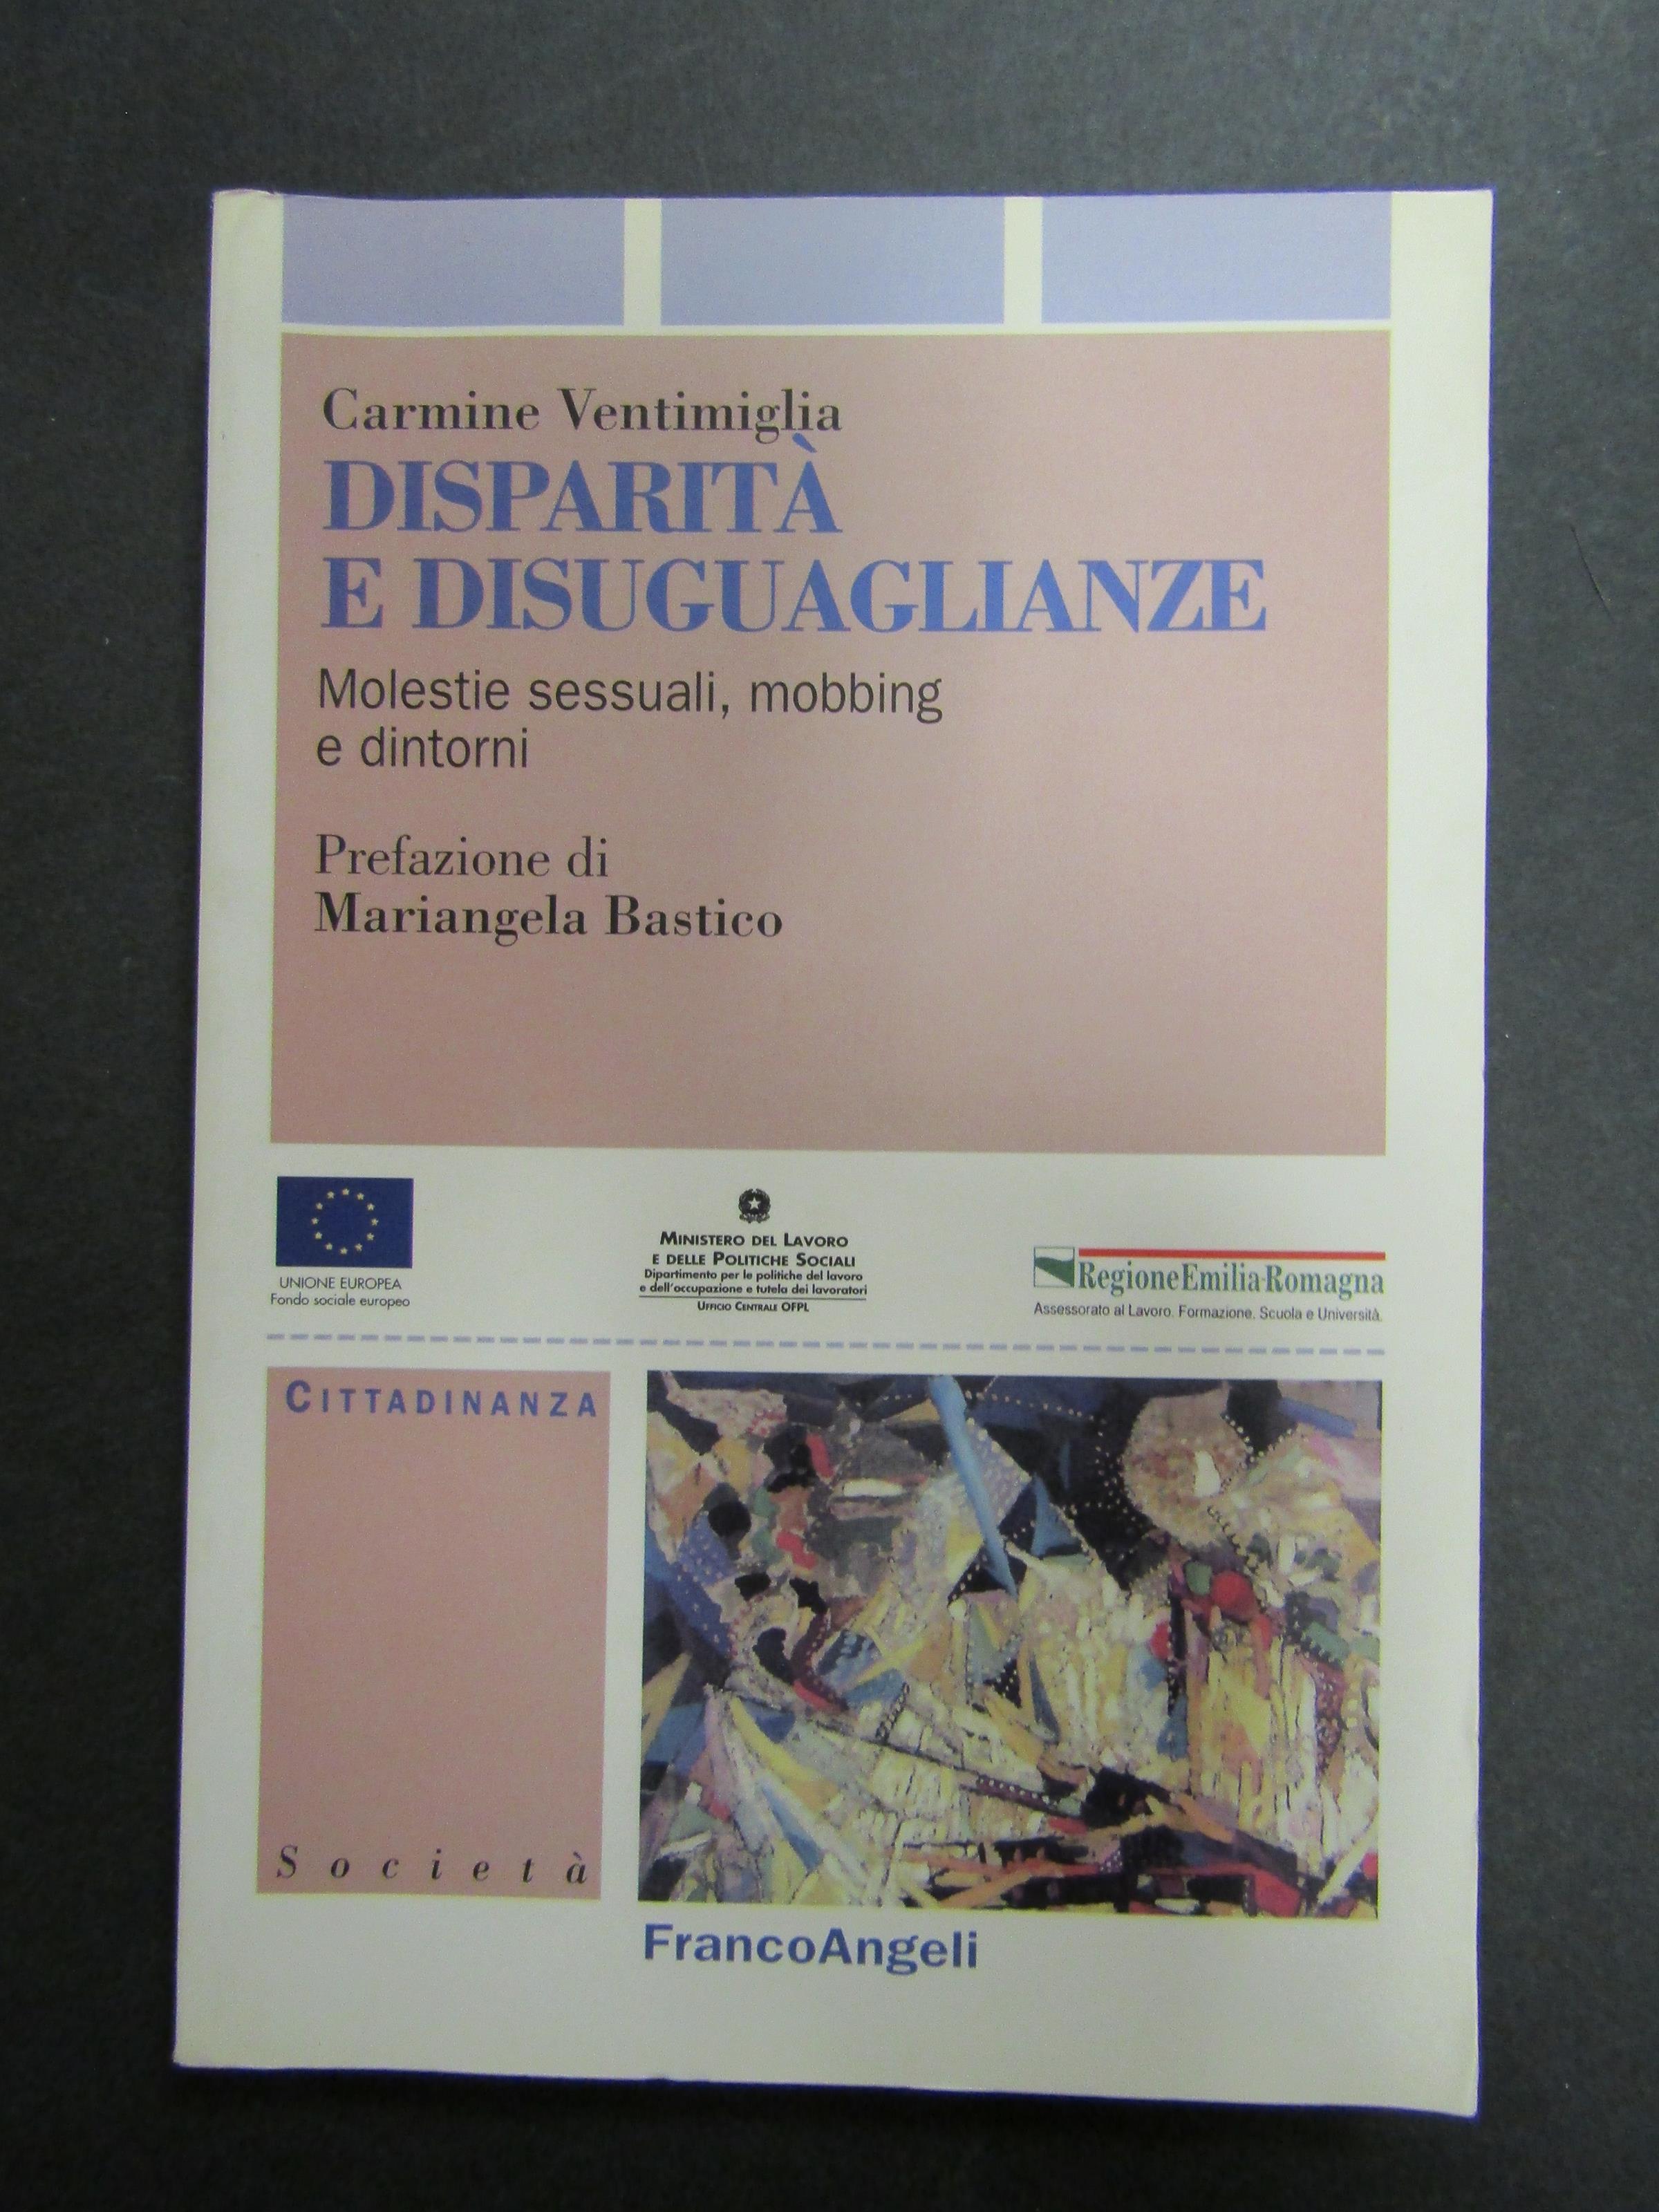 Carmine Ventimiglia
DISPARITÀ
E DISUGUAGLIANZE
Molestie sessuali, mobbing
e dintorni
Prefazione di
Mariangela Bastico
UNIONE EUROPEA
Fondo sociale europeo
MINISTERO DEL LAVORO
E DELLE POLITICHE SOCIALI
Dipartimento per le politiche del lavoro
e dell'occupazione e tutela dei lavoratori
UFFICIO CENTRALE OFPL
RegioneEmilia-Romagna
Assessorato al Lavoro. Formazione. Scuola e Università.
CITTADINANZA
Società
FrancoAngeli